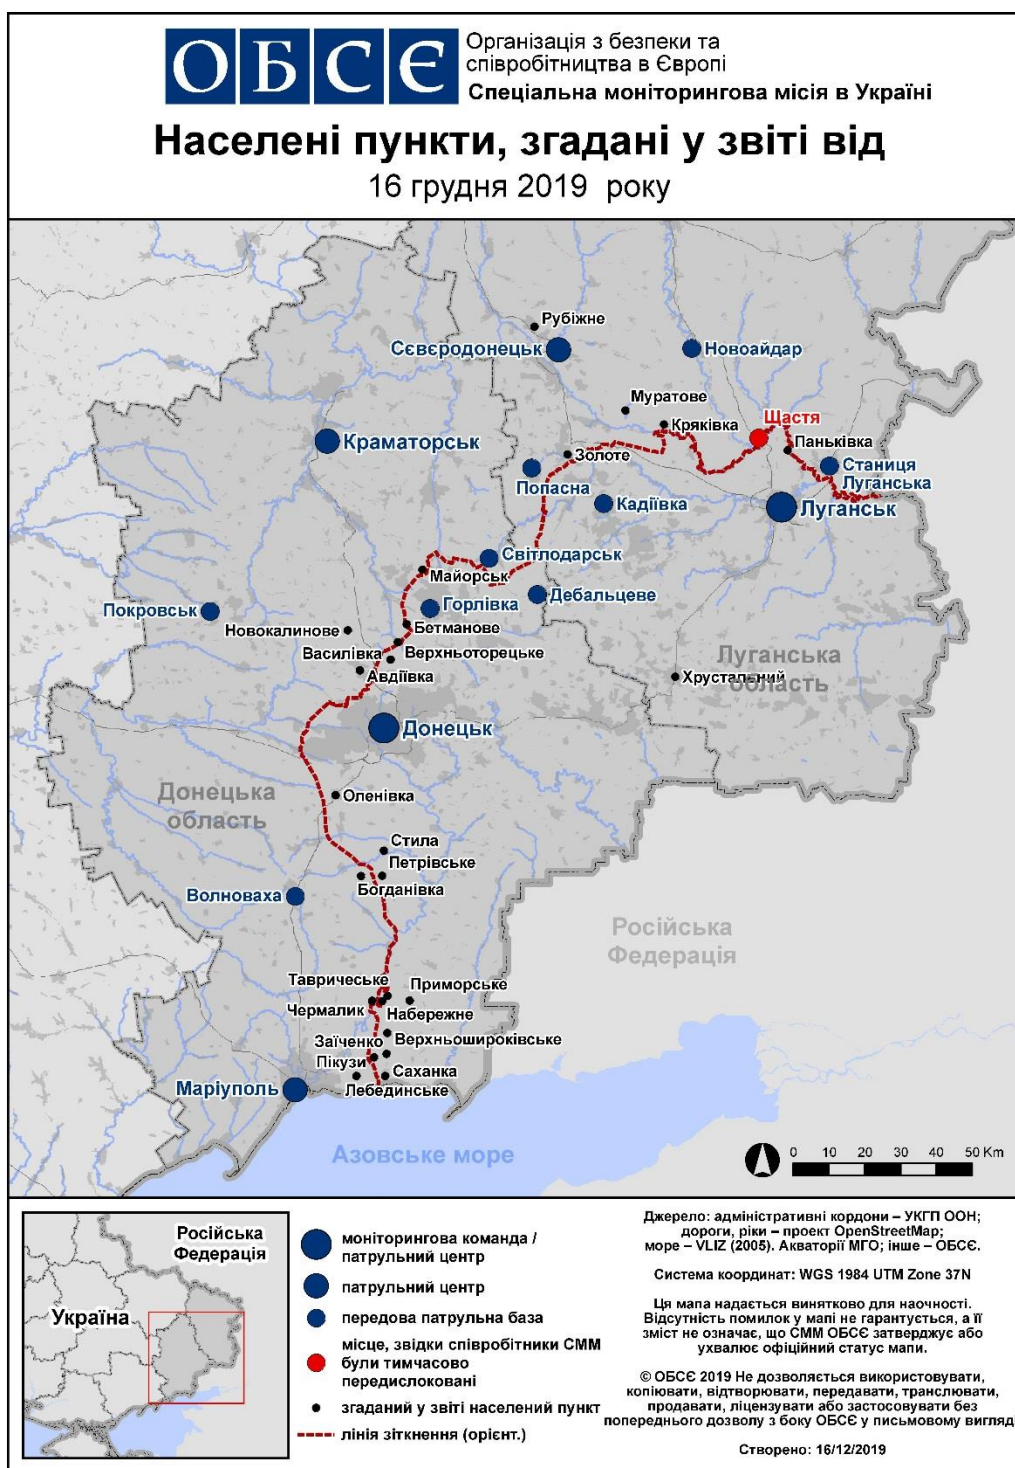 ОБСЄ
Організація з безпеки та
співробітництва в Європі
Спеціальна моніторингова місія в Україні
Населені пункти, згадані у звіті від
16 грудня 2019 року
Рубіжне
Сєвєродонецьк
Новоайдар
Муратове
Щастя
Кряківка
Паньківка
Краматорськ
Золоте
Станиця
Луганська
Попасна
Кадіївка
Луганськ
Світлодарськ
Майорськ
Дебальцеве
Покровськ
Горлівка
Бетманове
Новокалинове
Василівка
Верхньоторецьке
Авдіївка
Луганська
область
Хрустальний
Донецьк
Донецька
область
Оленівка
Стила
Петрівське
Богданівка
Волноваха
Російська
Федерація
Тавричеське
Приморське
Чермалик
Набережне
Заїченко
Верхньошироківське
Пікузи
Саханка
Лебединське
Маріуполь
Азовське море
0 10 20 30 40 50 Km
Російська
Федерація
Україна
моніторингова команда /
патрульний центр
патрульний центр
передова патрульна база
місце, звідки співробітники СММ
були тимчасово
передислоковані
згаданий у звіті населений пункт
лінія зіткнення (орієнт.)
Джерело: адміністративні кордони – УКГП ООН;
дороги, ріки – проект OpenStreetMap;
море – VLIZ (2005). Акваторії МГО; інше – ОБСЄ.
Система координат: WGS 1984 UTM Zone 37N
Ця мапа надається винятково для наочності.
Відсутність помилок у мапі не гарантується, а її
зміст не означає, що СММ ОБСЄ затверджує або
ухвалює офіційний статус мапи.
© ОБСЄ 2019 Не дозволяється використовувати,
копіювати, відтворювати, передавати, транслювати,
продавати, ліцензувати або застосовувати без
попереднього дозволу з боку ОБСЄ у письмовому вигляді
Створено: 16/12/2019